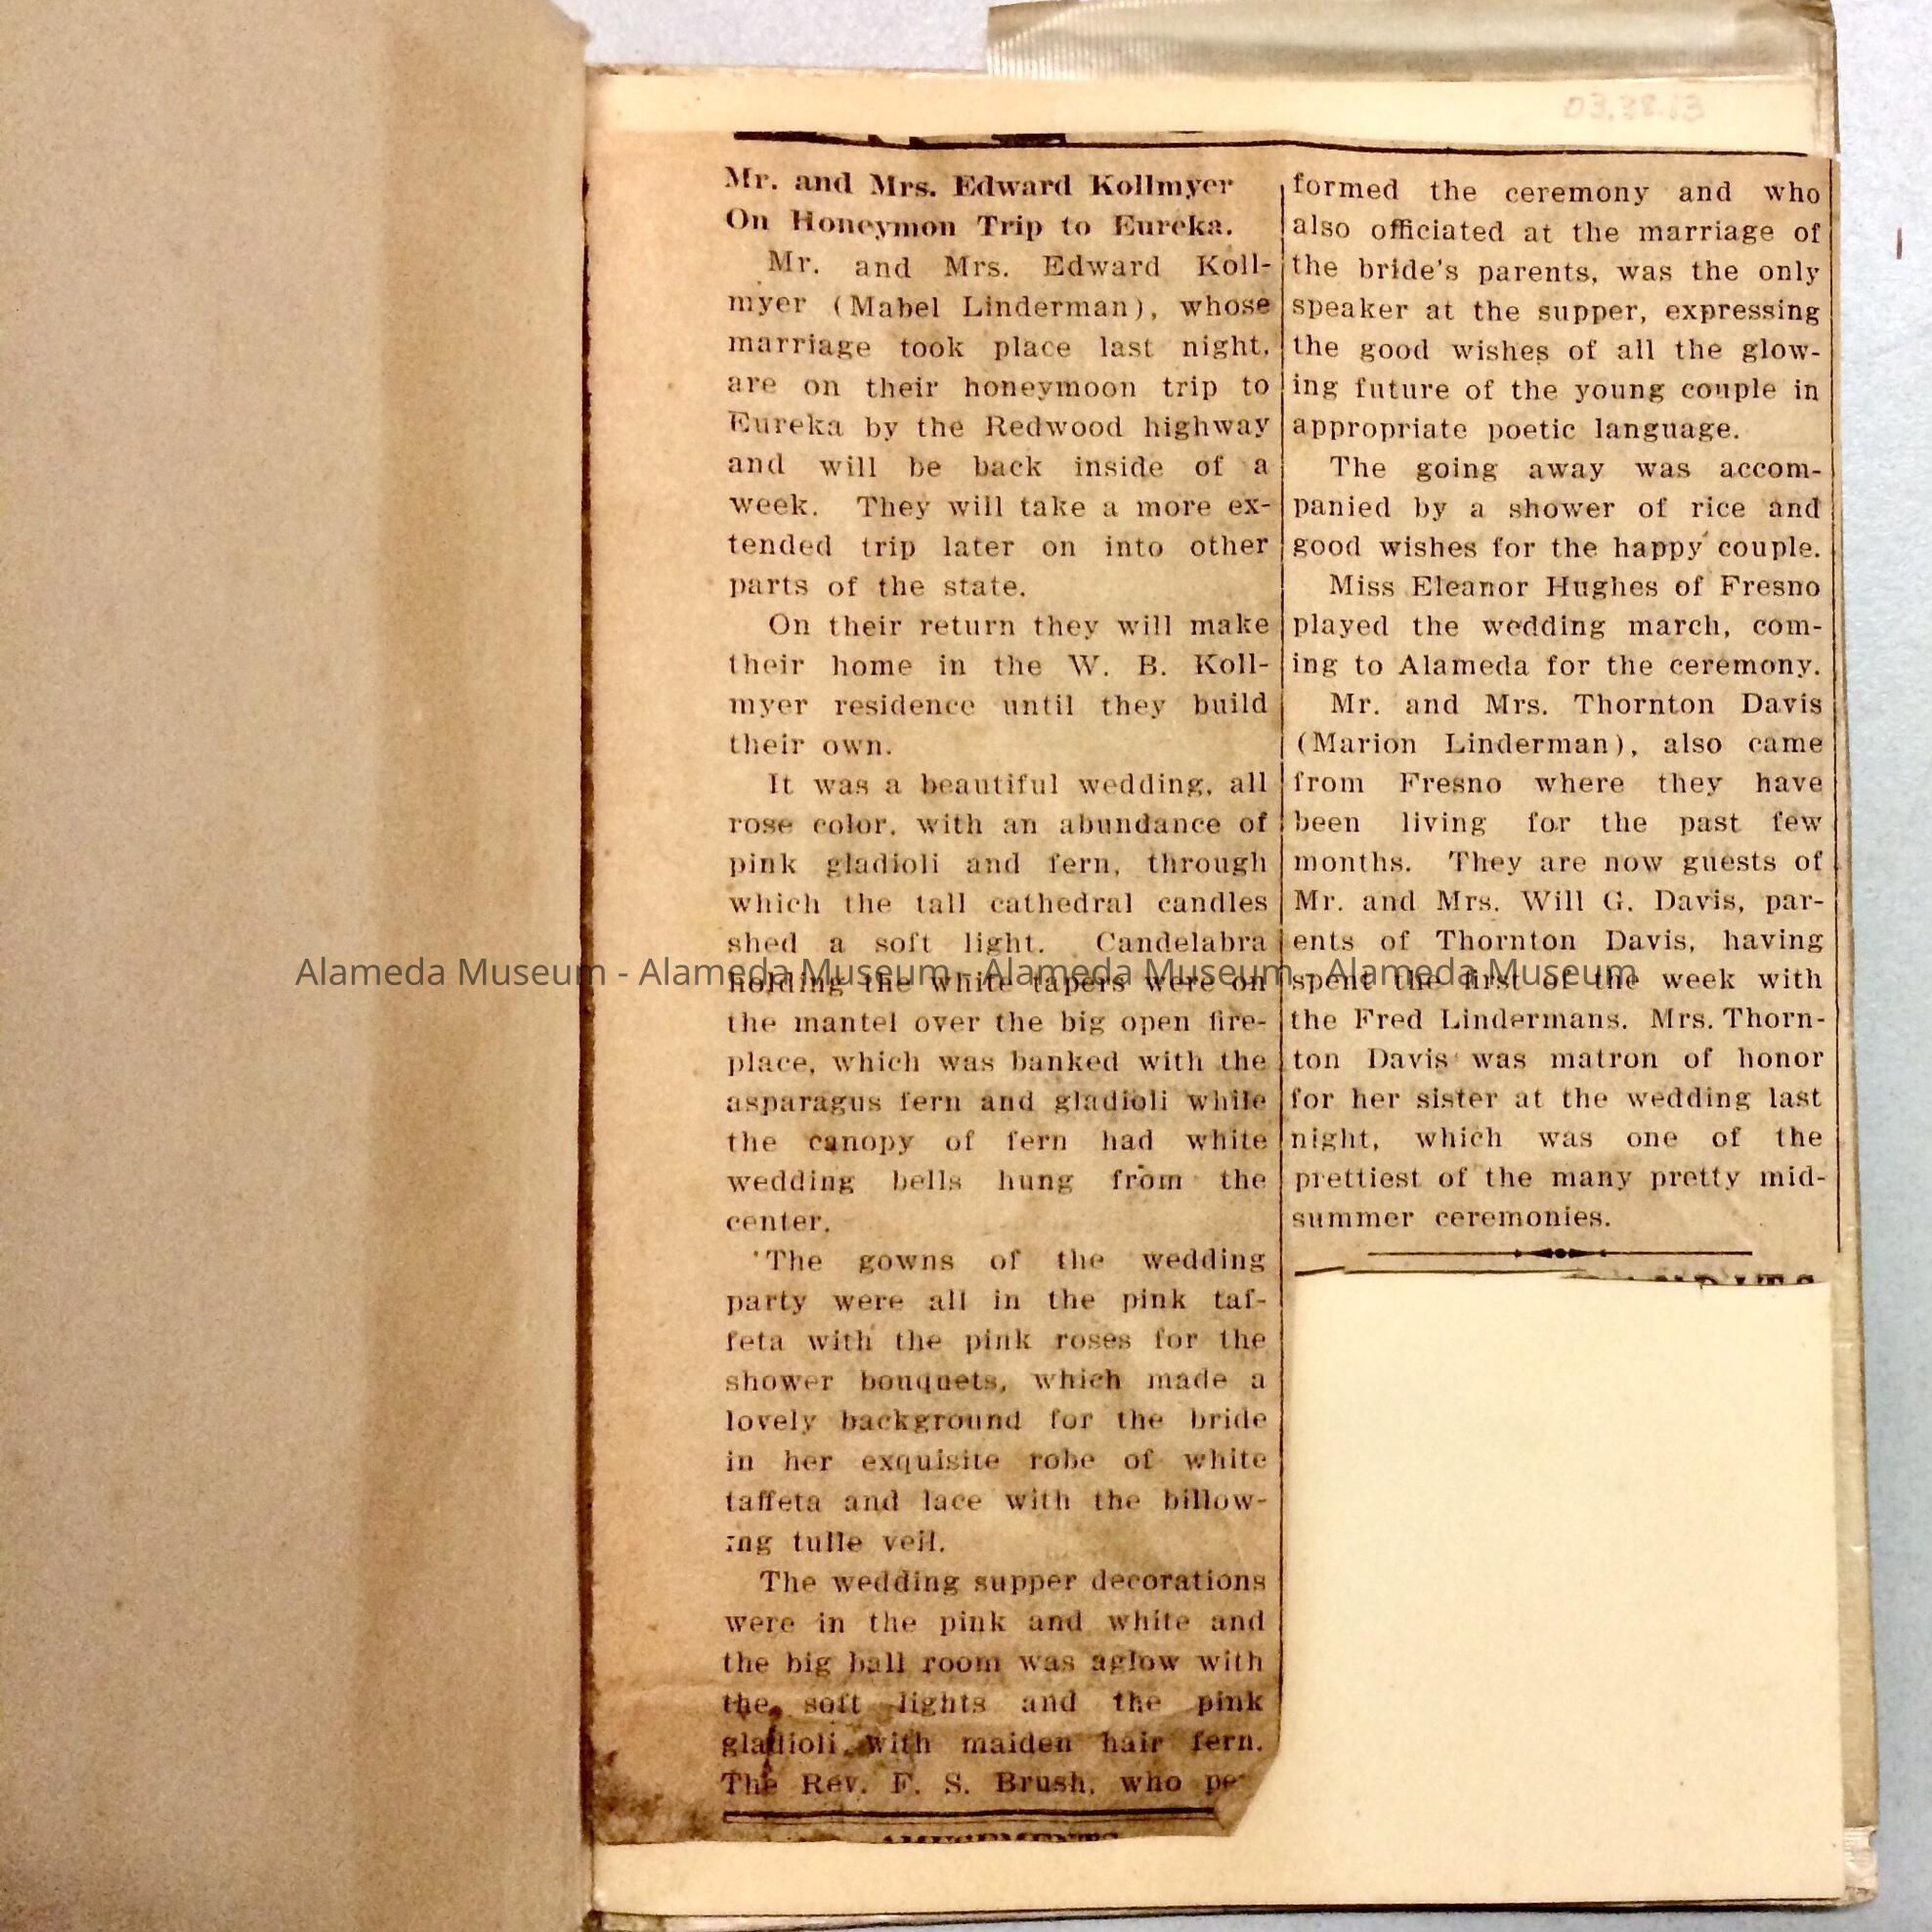 03.38.13
Mr. and Mrs. Edward Kollmyer
On Honeymon Trip to Eureka.
Mr. and Mrs. Edward Koll-
myer (Mabel Linderman), whose
marriage took place last night,
are on their honeymoon trip to
Eureka by the Redwood highway
and will be back inside of a
week. They will take a more ex-
tended trip later on into other
parts of the state.
On their return they will make
their home in the W. B. Koll-
myer residence until they build
their own.
It was a beautiful wedding, all
rose color, with an abundance of
pink gladioli and fern, through
which the tall cathedral candles
shed a soft light. Candelabra
holding the white tapers were on
the mantel over the big open fire-
place, which was banked with the
asparagus fern and gladioli while
the canopy of fern had white
wedding bells hung from the
center.
The gowns of the wedding
party were all in the pink taf-
feta with the pink roses for the
shower bouquets, which made a
lovely background for the bride
in her exquisite robe of white
taffeta and lace with the billow-
ing tulle veil.
The wedding supper decorations
were in the pink and white and
the big ball room was aglow with
the soft lights and the pink
gladioli with maiden hair fern.
The Rev. F. S. Brush, who per
AMUSEMENTS
formed the ceremony and who
also officiated at the marriage of
the bride's parents, was the only
speaker at the supper, expressing
the good wishes of all the glow-
ing future of the young couple in
appropriate poetic language.
The going away was accom-
panied by a shower of rice and
good wishes for the happy couple.
Miss Eleanor Hughes of Fresno
played the wedding march, com-
ing to Alameda for the ceremony.
Mr. and Mrs. Thornton Davis
(Marion Linderman), also came
from Fresno where they have
been living for the past few
months. They are now guests of
Mr. and Mrs. Will G. Davis, par-
ents of Thornton Davis, having
spent the first of the week with
the Fred Lindermans. Mrs. Thorn-
ton Davis was matron of honor
for her sister at the wedding last
night, which was one of the
prettiest of the many pretty mid-
summer ceremonies.
Alameda Museum - Alameda Museum - Alameda Museum - Alameda Museum